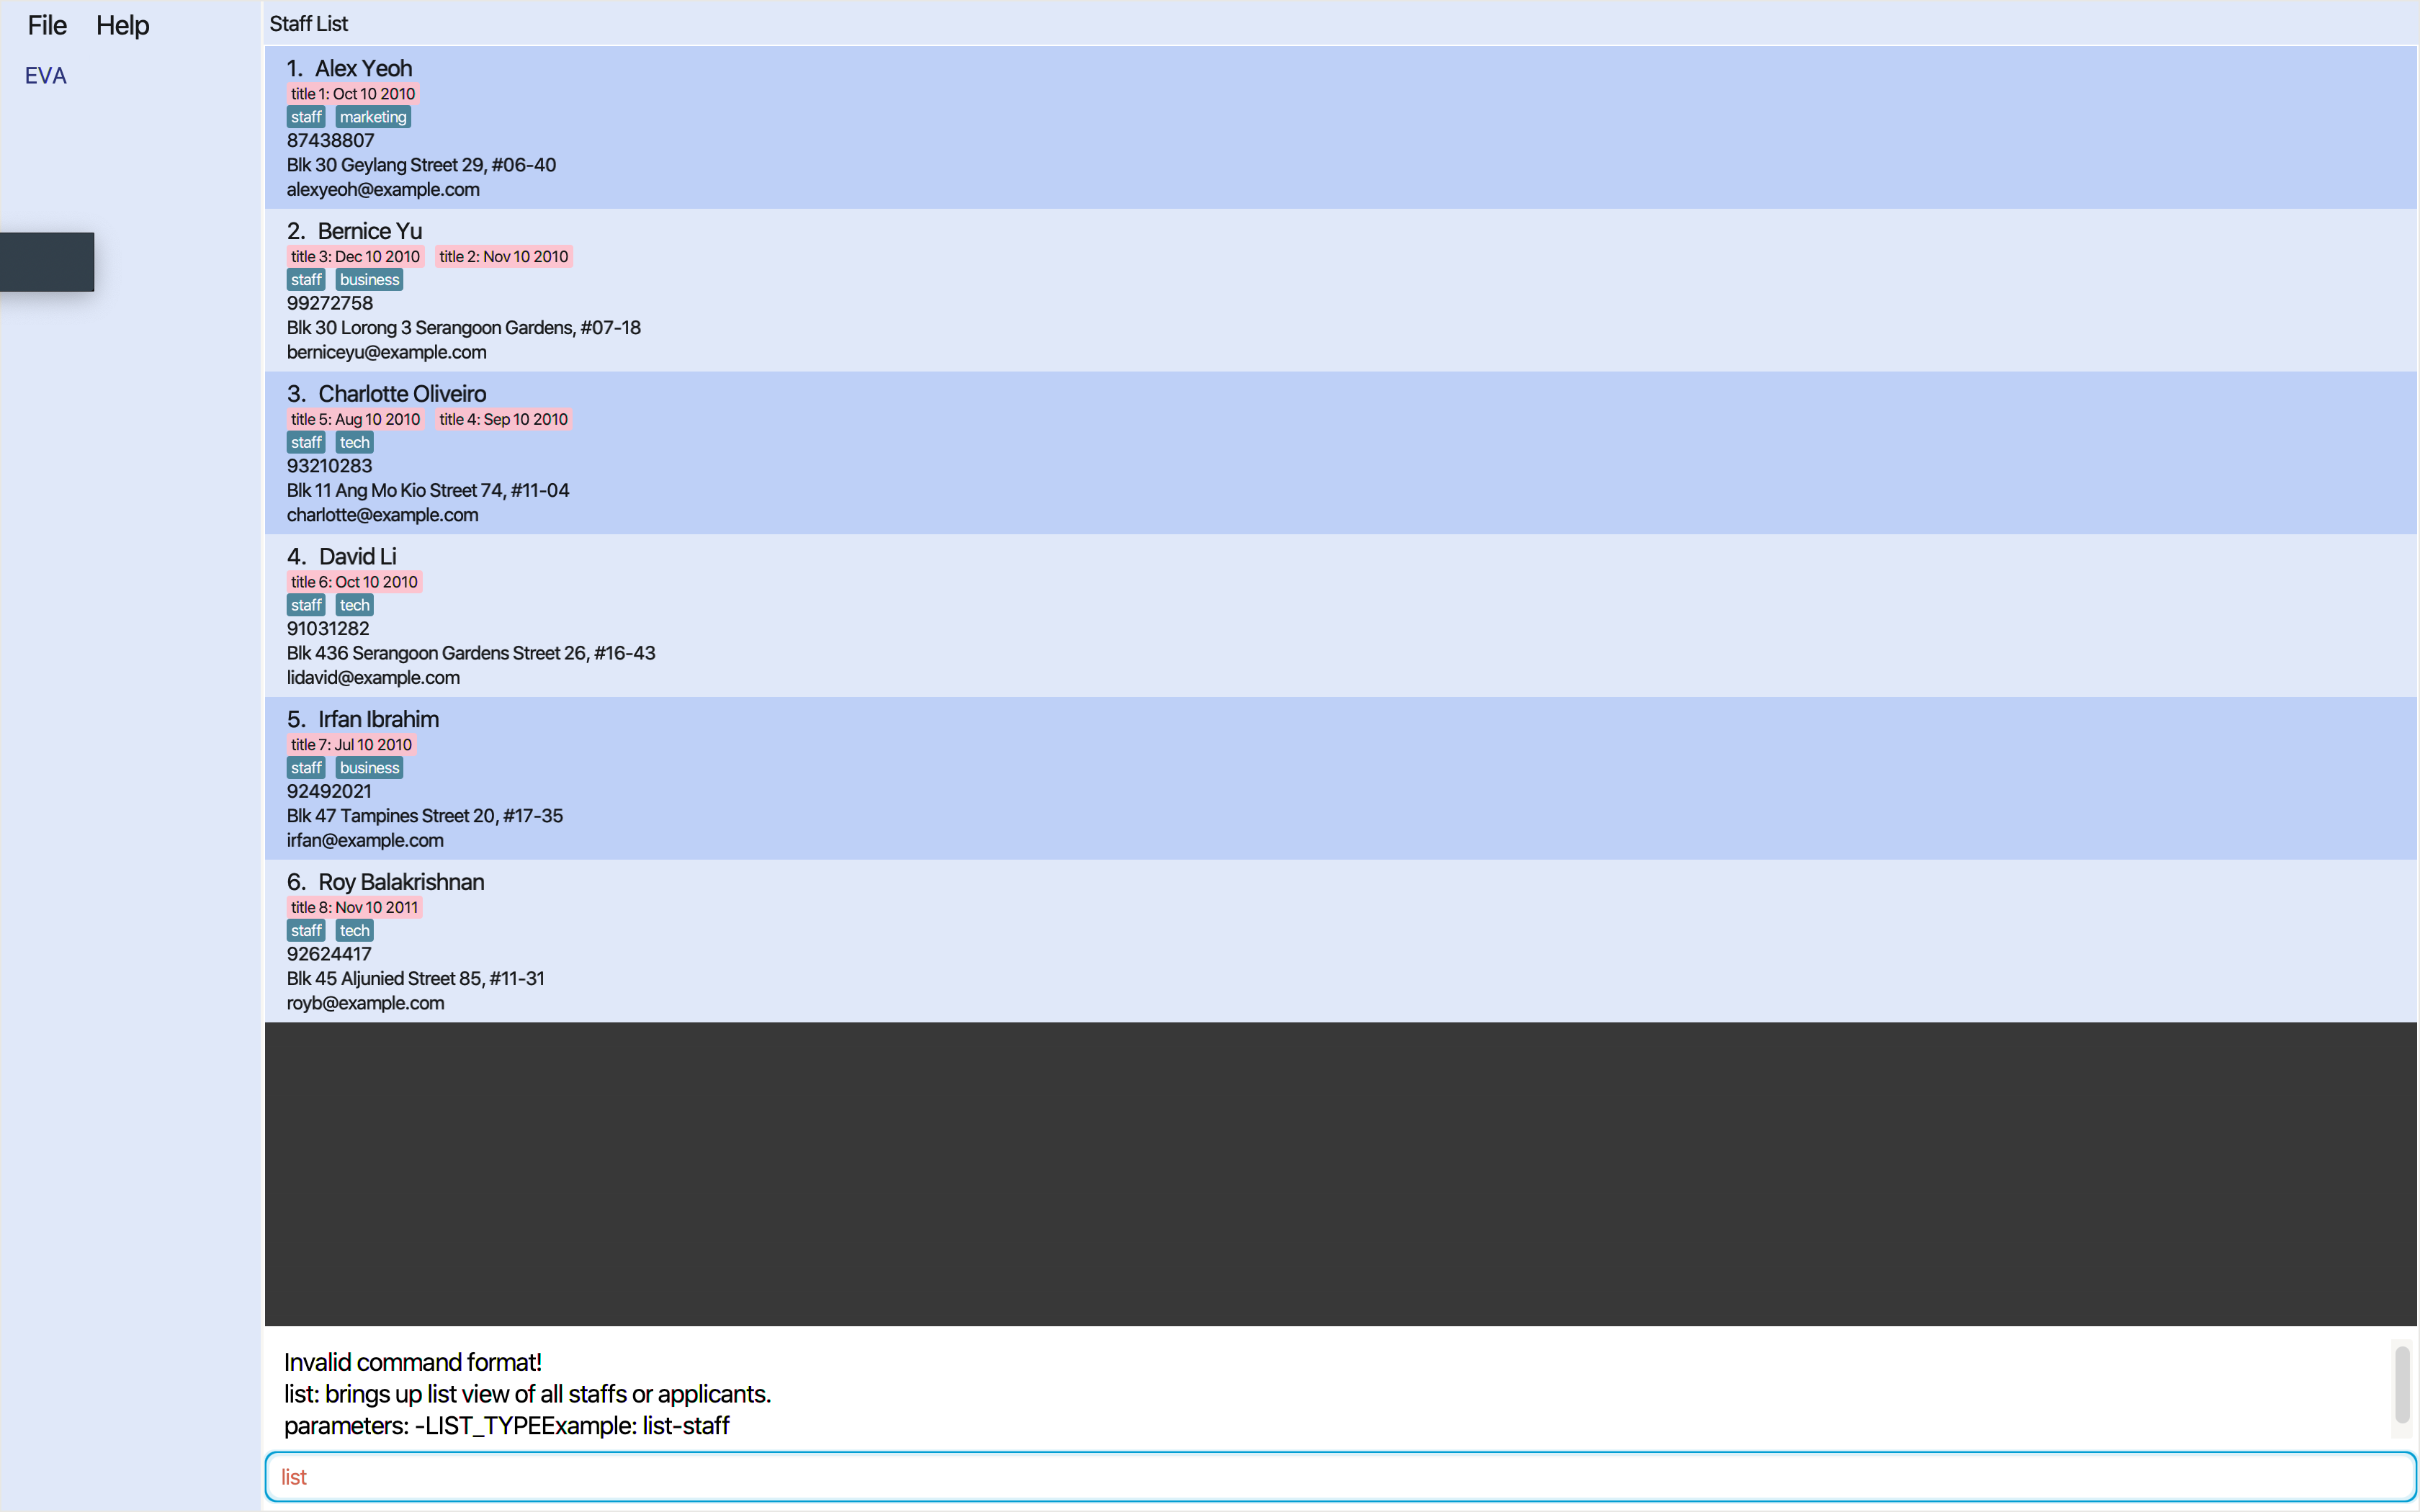 File Help
EVA
Staff List
1. Alex Yeoh
title 1: Oct 10 2010
staff marketing
87438807
Blk 30 Geylang Street 29, #06-40
alexyeoh@example.com
2. Bernice Yu
title 3: Dec 10 2010 title 2: Nov 10 2010
staff business
99272758
Blk 30 Lorong 3 Serangoon Gardens, #07-18
berniceyu@example.com
3. Charlotte Oliveiro
title 5: Aug 10 2010 title 4: Sep 10 2010
staff tech
93210283
Blk 11 Ang Mo Kio Street 74, #11-04
charlotte@example.com
4. David Li
title 6: Oct 10 2010
staff tech
91031282
Blk 436 Serangoon Gardens Street 26, #16-43
lidavid@example.com
5. Irfan Ibrahim
title 7: Jul 10 2010
staff business
92492021
Blk 47 Tampines Street 20, #17-35
irfan@example.com
6. Roy Balakrishnan
title 8: Nov 10 2011
staff tech
92624417
Blk 45 Aljunied Street 85, #11-31
royb@example.com
Invalid command format!
list: brings up list view of all staffs or applicants.
parameters: -LIST_TYPEExample: list-staff
list